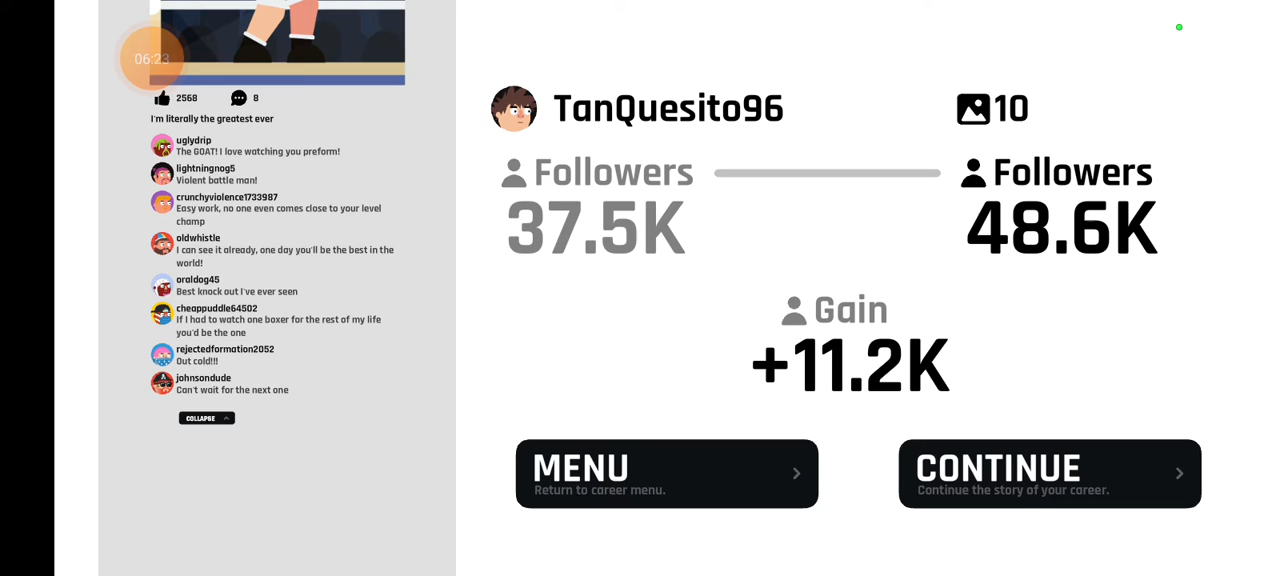 06:23
2568 8
I'm literally the greatest ever
uglydrip
The GOAT! I love watching you preform!
lightningnog5
Violent battle man!
crunchyviolence1733987
Easy work, no one even comes close to your level
champ
oldwhistle
I can see it already, one day you'll be the best in the
world!
oraldog45
Best knock out I've ever seen
cheappuddle64502
If I had to watch one boxer for the rest of my life
you'd be the one
rejectedformation2052
Out cold!!!
johnsondude
Can't wait for the next one
COLLAPSE
TanQuesito96 10
Followers Followers
37.5K 48.6K
Gain
+11.2K
MENU
Return to career menu.
CONTINUE
Continue the story of your career.